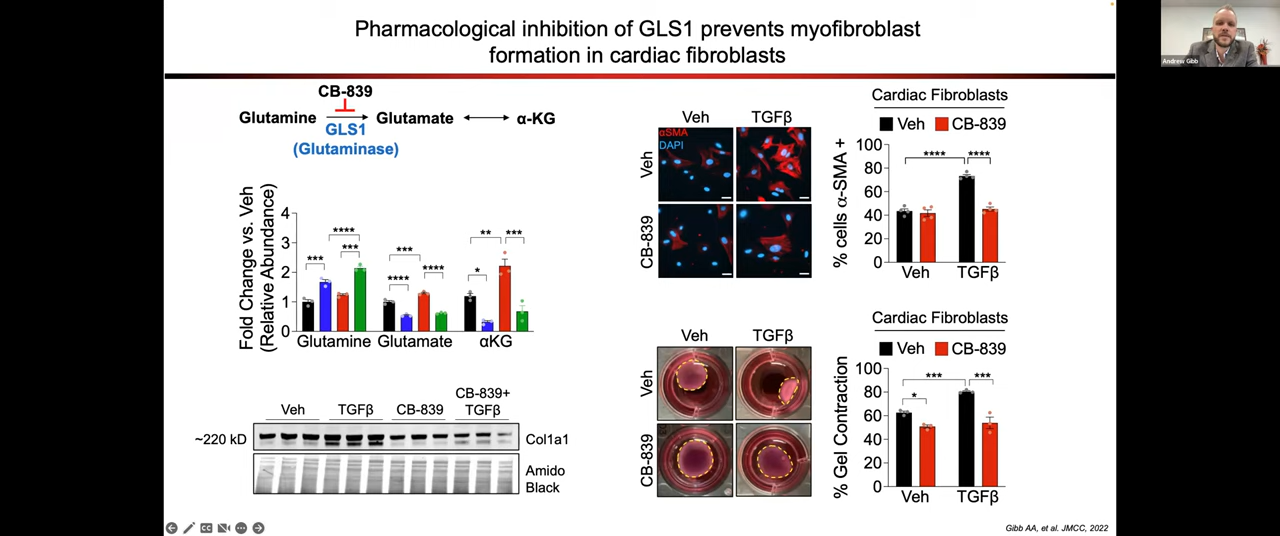 Pharmacological inhibition of GLS1 prevents myofibroblast
formation in cardiac fibroblasts
Andrew Gibb
CB-839
Glutamine
Glutamate
α-KG
GLS1
(Glutaminase)
Fold Change vs. Veh
(Relative Abundance)
4
3
2
1
0
***
****
***
****
***
****
*
**
***
Glutamine
Glutamate
αKG
Veh
TGFβ
CB-839
CB-839+
TGFβ
~220 kD
Col1a1
Amido
Black
Veh
TGFβ
Veh
CB-839
αSMA
DAPI
Cardiac Fibroblasts
Veh
CB-839
% cells α-SMA +
100
80
60
40
20
0
****
****
Veh
TGFβ
Veh
TGFβ
Veh
CB-839
Cardiac Fibroblasts
Veh
CB-839
% Gel Contraction
100
80
60
40
20
0
***
***
*
Veh
TGFβ
Gibb AA, et al. JMCC, 2022
CC